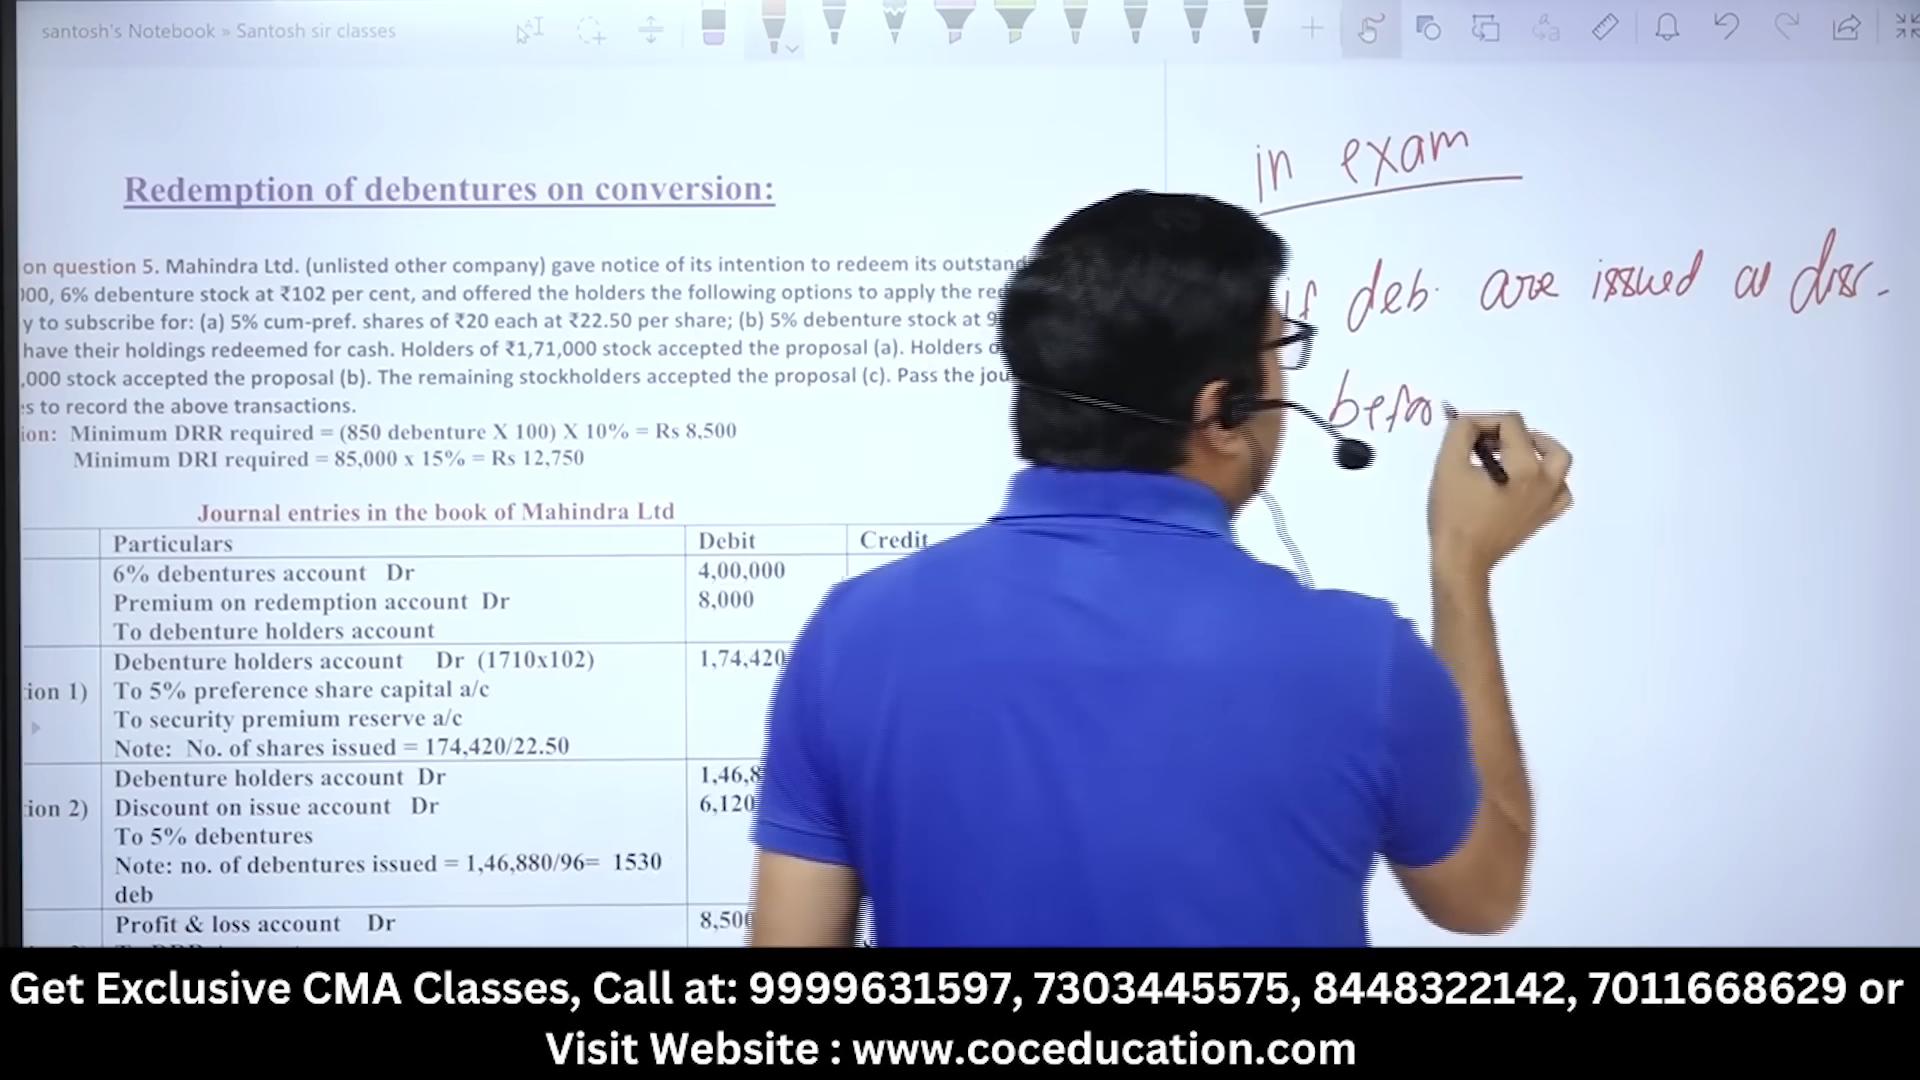 santosh's Notebook » Santosh sir classes
in exam
if deb. are issued at dis.
befo
Redemption of debentures on conversion:
on question 5. Mahindra Ltd. (unlisted other company) gave notice of its intention to redeem its outstand
00, 6% debenture stock at ₹102 per cent, and offered the holders the following options to apply the re
y to subscribe for: (a) 5% cum-pref. shares of ₹20 each at ₹22.50 per share; (b) 5% debenture stock at 9
have their holdings redeemed for cash. Holders of ₹1,71,000 stock accepted the proposal (a). Holders o
,000 stock accepted the proposal (b). The remaining stockholders accepted the proposal (c). Pass the jou
s to record the above transactions.
ion: Minimum DRR required = (850 debenture X 100) X 10% = Rs 8,500
Minimum DRI required = 85,000 x 15% = Rs 12,750
Journal entries in the book of Mahindra Ltd
Particulars Debit Credit
6% debentures account Dr 4,00,000
Premium on redemption account Dr 8,000
To debenture holders account
Debenture holders account Dr (1710x102) 1,74,420
ion 1) To 5% preference share capital a/c
To security premium reserve a/c
Note: No. of shares issued = 174,420/22.50
Debenture holders account Dr 1,46,8
ion 2) Discount on issue account Dr 6,120
To 5% debentures
Note: no. of debentures issued = 1,46,880/96= 1530
deb
Profit & loss account Dr 8,500
Get Exclusive CMA Classes, Call at: 9999631597, 7303445575, 8448322142, 7011668629 or
Visit Website : www.coceducation.com